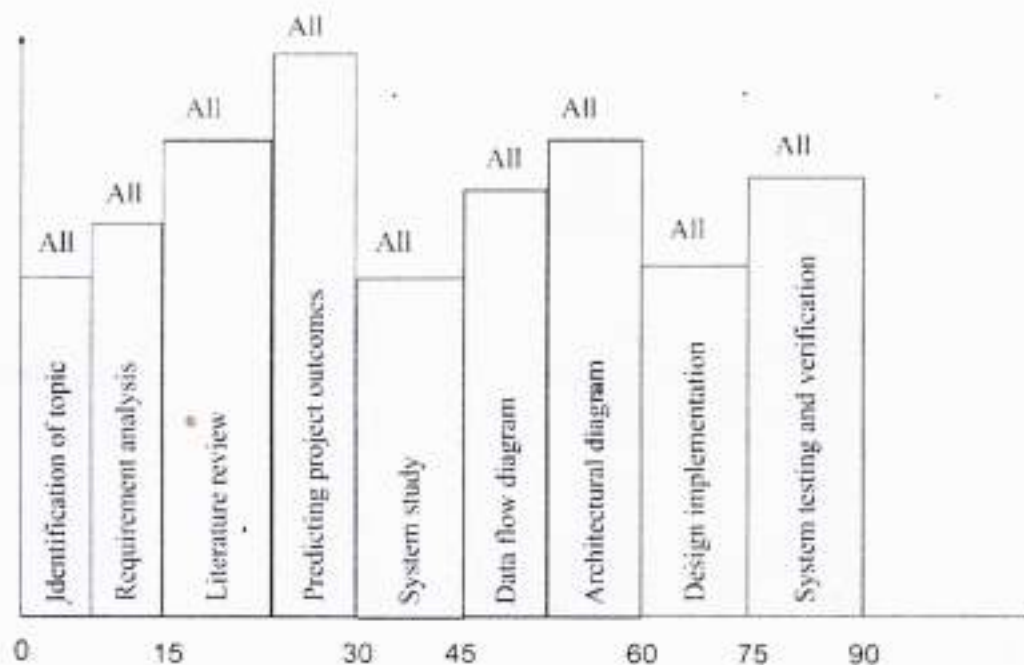 All
All
All
All
All
All
All
All
All
Identification of topic
Requirement analysis
Literature review
Predicting project outcomes
System study
Data flow diagram
Architectural diagram
Design implementation
System testing and verification
0 15 30 45 60 75 90